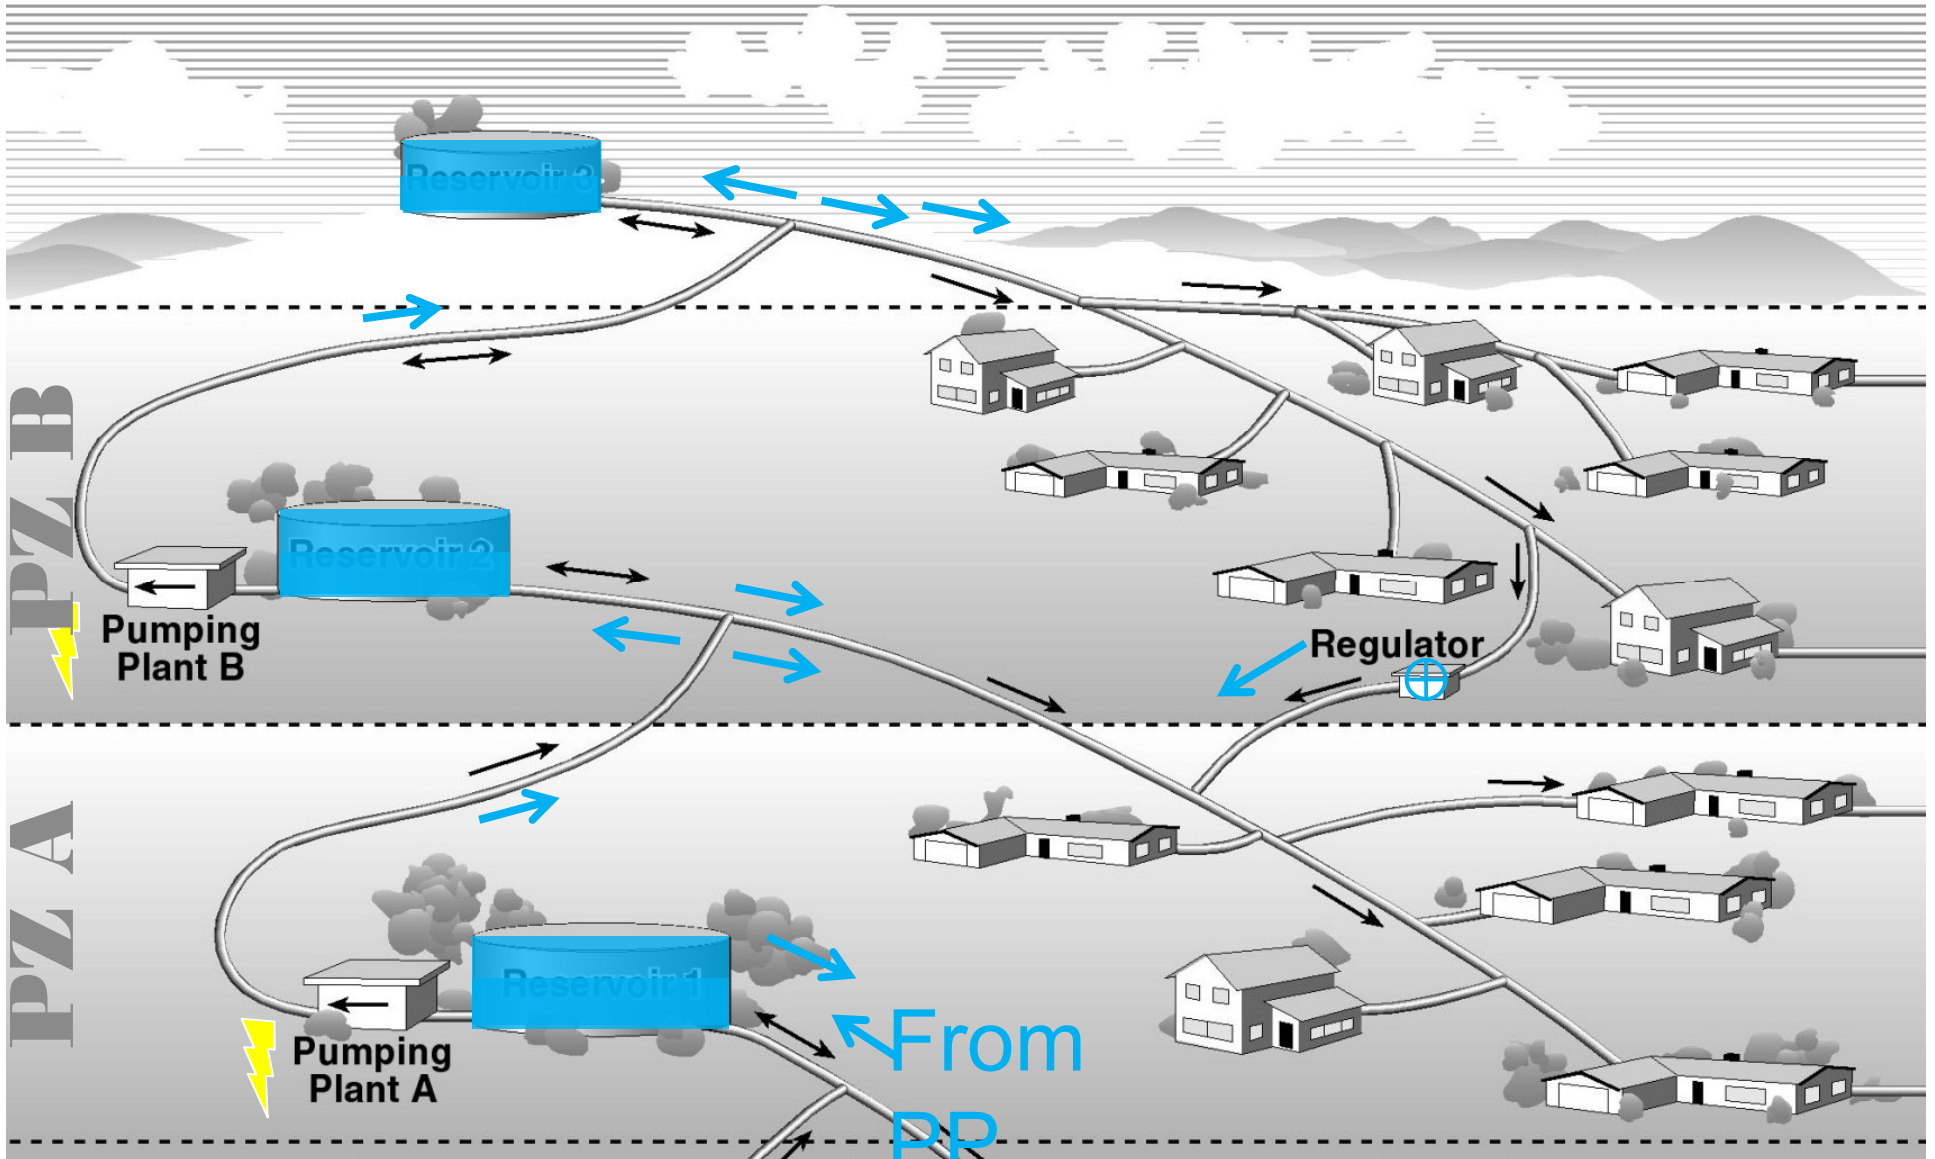 Reservoir 3
PZ B
Reservoir 2
Pumping
Plant B
Regulator
PZ A
Reservoir 1
Pumping
Plant A
From
PP